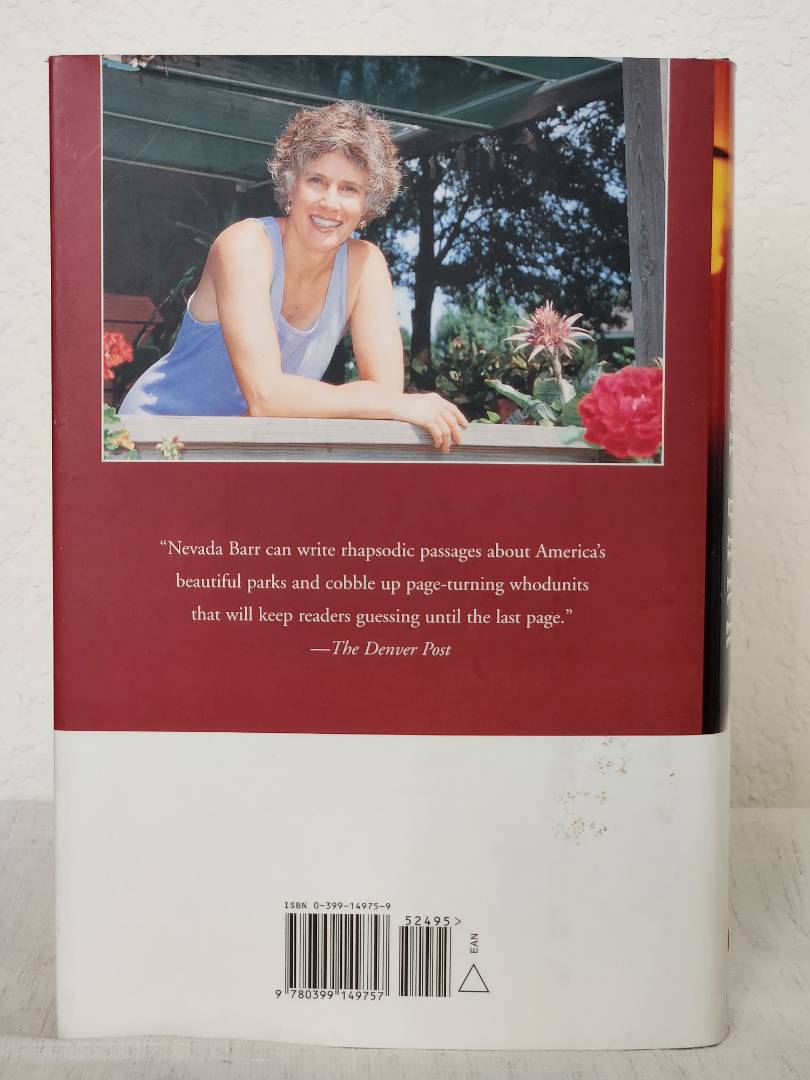 “Nevada Barr can write rhapsodic passages about America’s
beautiful parks and cobble up page-turning whodunits
that will keep readers guessing until the last page.”
—The Denver Post
ISBN 0-399-14975-9
52495>
EAN
9 780399 149757